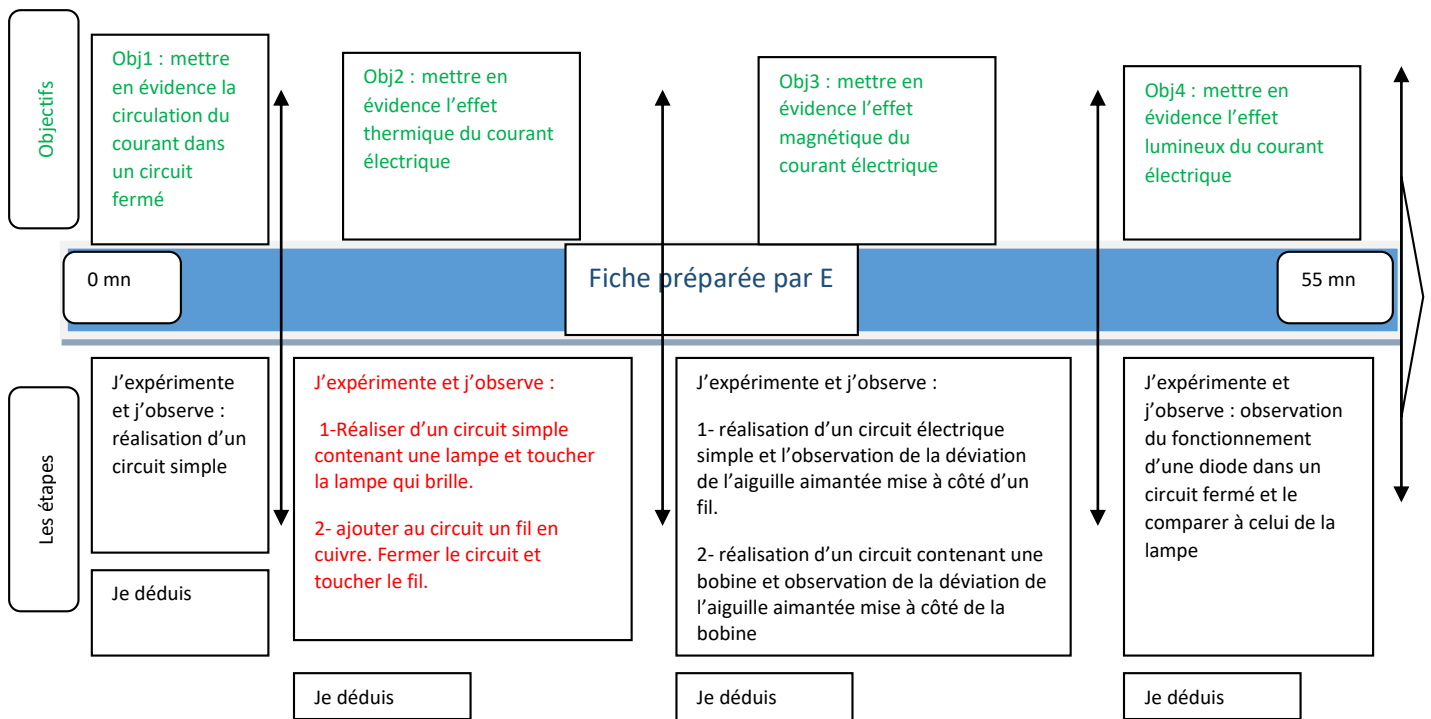 Objectifs
Obj1 : mettre
en évidence la
circulation du
courant dans
un circuit
fermé
Obj2 : mettre en
évidence l’effet
thermique du courant
électrique
Obj3 : mettre en
évidence l’effet
magnétique du
courant électrique
Obj4 : mettre en
évidence l’effet
lumineux du courant
électrique
0 mn
Fiche préparée par E
55 mn
Les étapes
J’expérimente
et j’observe :
réalisation d’un
circuit simple
Je déduis
J’expérimente et j’observe :
1-Réaliser d’un circuit simple
contenant une lampe et toucher
la lampe qui brille.
2- ajouter au circuit un fil en
cuivre. Fermer le circuit et
toucher le fil.
Je déduis
J’expérimente et j’observe :
1- réalisation d’un circuit électrique
simple et l’observation de la déviation
de l’aiguille aimantée mise à côté d’un
fil.
2- réalisation d’un circuit contenant une
bobine et observation de la déviation de
l’aiguille aimantée mise à côté de la
bobine
Je déduis
J’expérimente et
j’observe : observation
du fonctionnement
d’une diode dans un
circuit fermé et le
comparer à celui de la
lampe
Je déduis